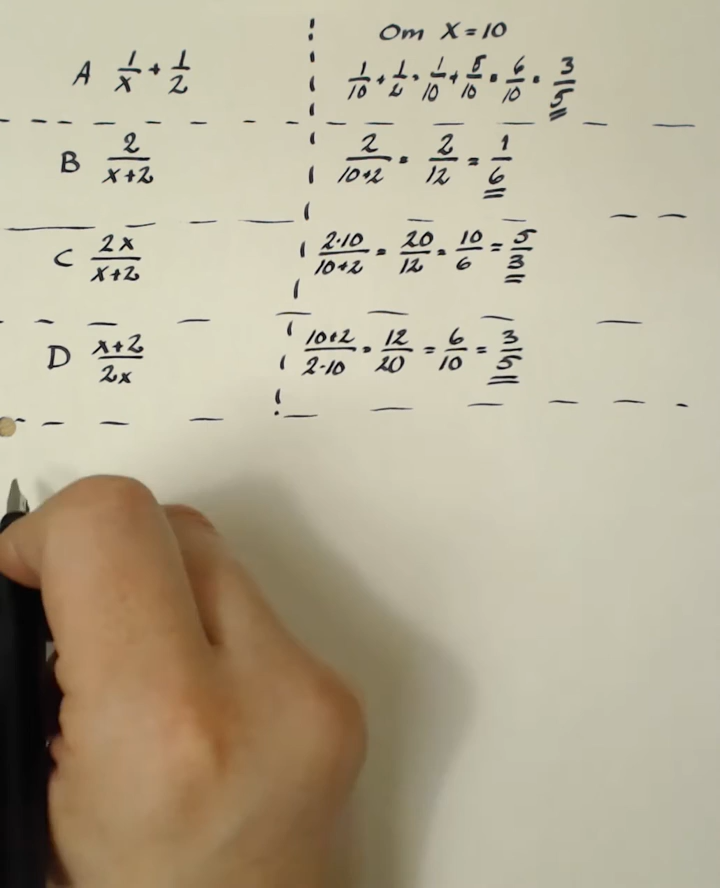 Om X = 10
A 1/x + 1/2
1/10 + 1/2 = 1/10 + 5/10 = 6/10 = 3/5
B 2/(x+2)
2/(10+2) = 2/12 = 1/6
C 2x/(x+2)
2·10/(10+2) = 20/12 = 10/6 = 5/3
D (x+2)/2x
(10+2)/(2·10) = 12/20 = 6/10 = 3/5